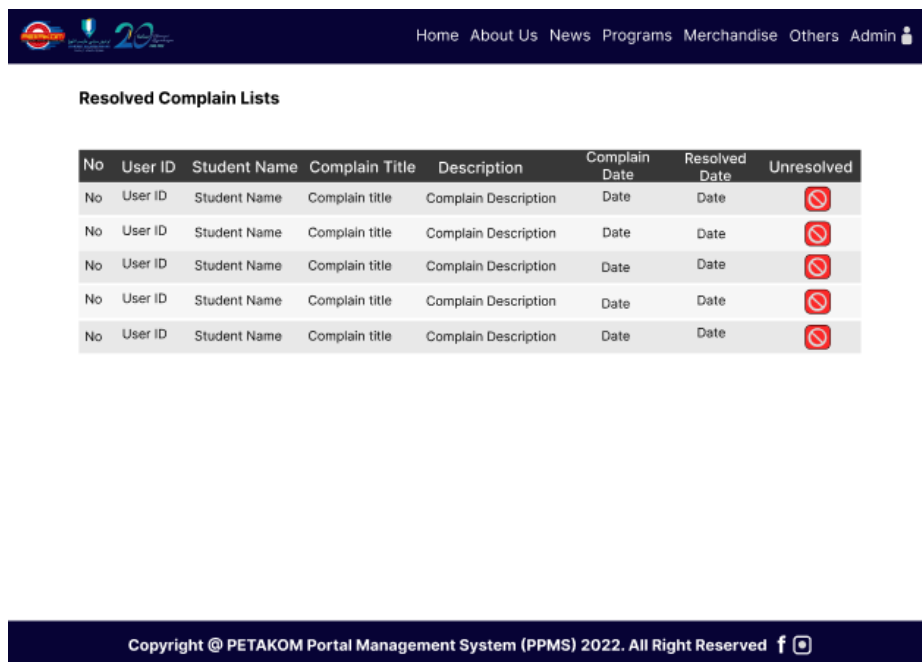 PETAKOM
20
Home About Us News Programs Merchandise Others Admin
Resolved Complain Lists
No User ID Student Name Complain Title Description Complain Date Resolved Date Unresolved
No User ID Student Name Complain title Complain Description Date Date
No User ID Student Name Complain title Complain Description Date Date
No User ID Student Name Complain title Complain Description Date Date
No User ID Student Name Complain title Complain Description Date Date
No User ID Student Name Complain title Complain Description Date Date
Copyright @ PETAKOM Portal Management System (PPMS) 2022. All Right Reserved